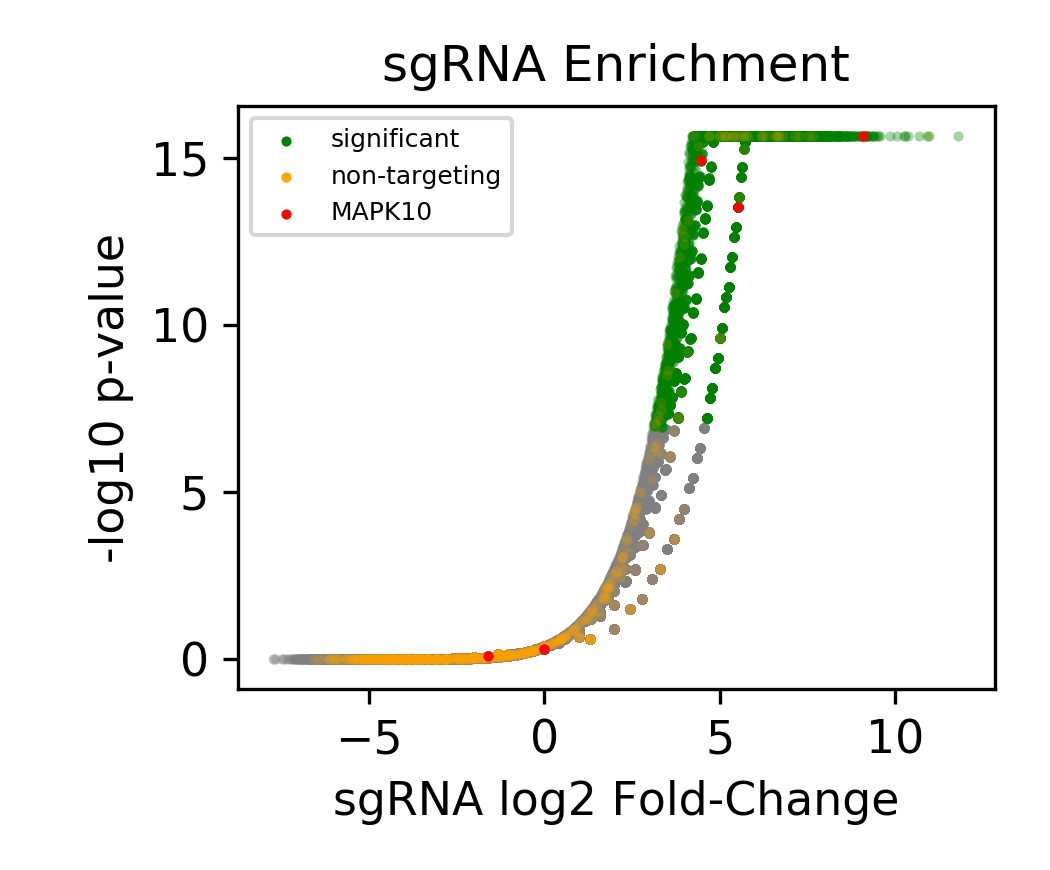 sgRNA Enrichment
significant
non-targeting
MAPK10
15
10
5
0
-log10 p-value
−5 0 5 10
sgRNA log2 Fold-Change